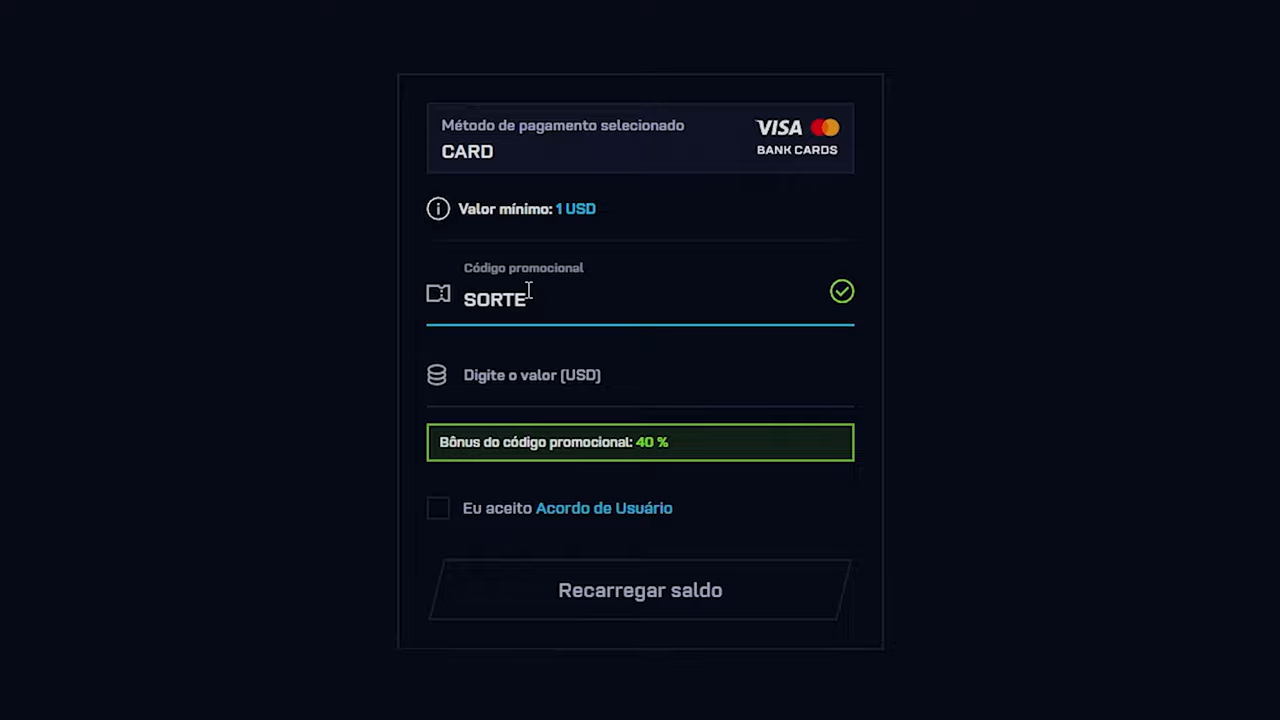 Método de pagamento selecionado
CARD
VISA
BANK CARDS
Valor mínimo: 1 USD
Código promocional
SORTE
Digite o valor (USD)
Bônus do código promocional: 40 %
Eu aceito Acordo de Usuário
Recarregar saldo